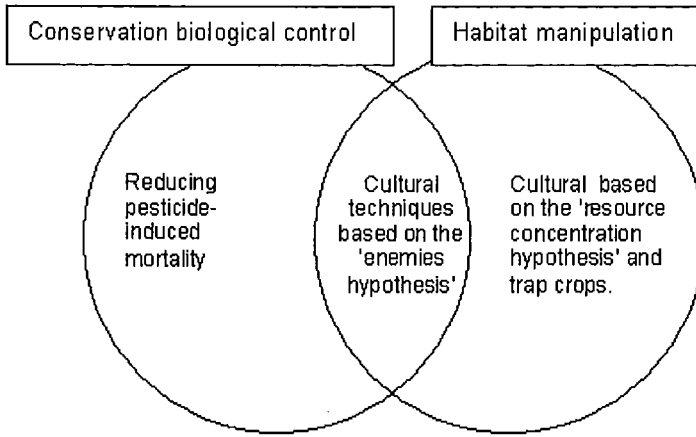 Conservation biological control
Habitat manipulation
Reducing
pesticide-
induced
mortality
Cultural
techniques
based on the
'enemies
hypothesis'
Cultural based
on the 'resource
concentration
hypothesis' and
trap crops.